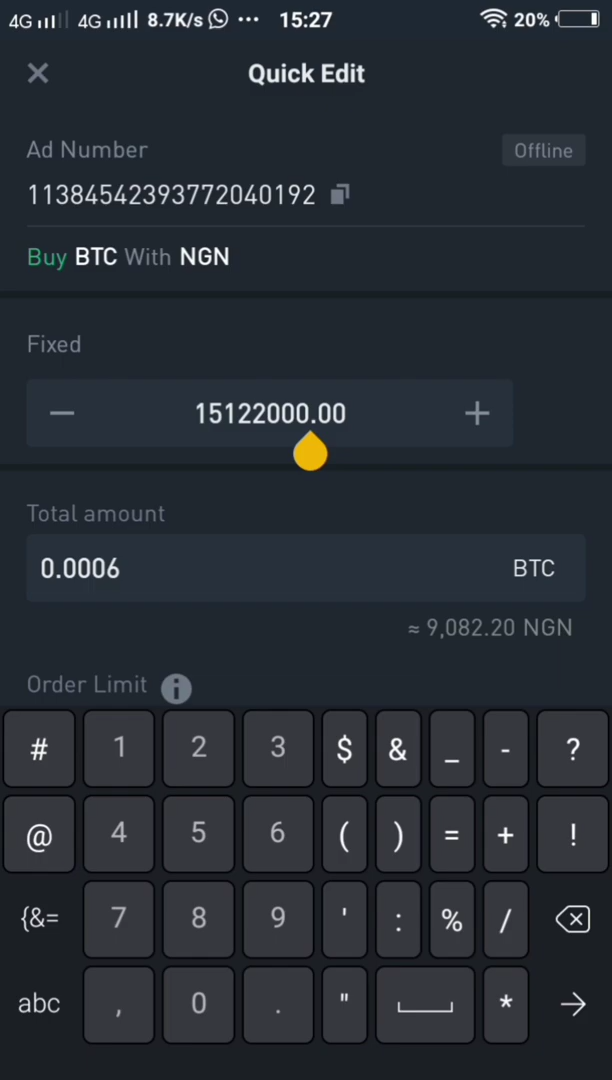 4G 4G 8.7K/s ... 15:27 20%
Quick Edit
Ad Number Offline
11384542393772040192
Buy BTC With NGN
Fixed
− 15122000.00 +
Total amount
0.0006 BTC
≈ 9,082.20 NGN
Order Limit i
# 1 2 3 $ & _ - ?
@ 4 5 6 ( ) = + !
{&= 7 8 9 ' : % /
abc , 0 . " *